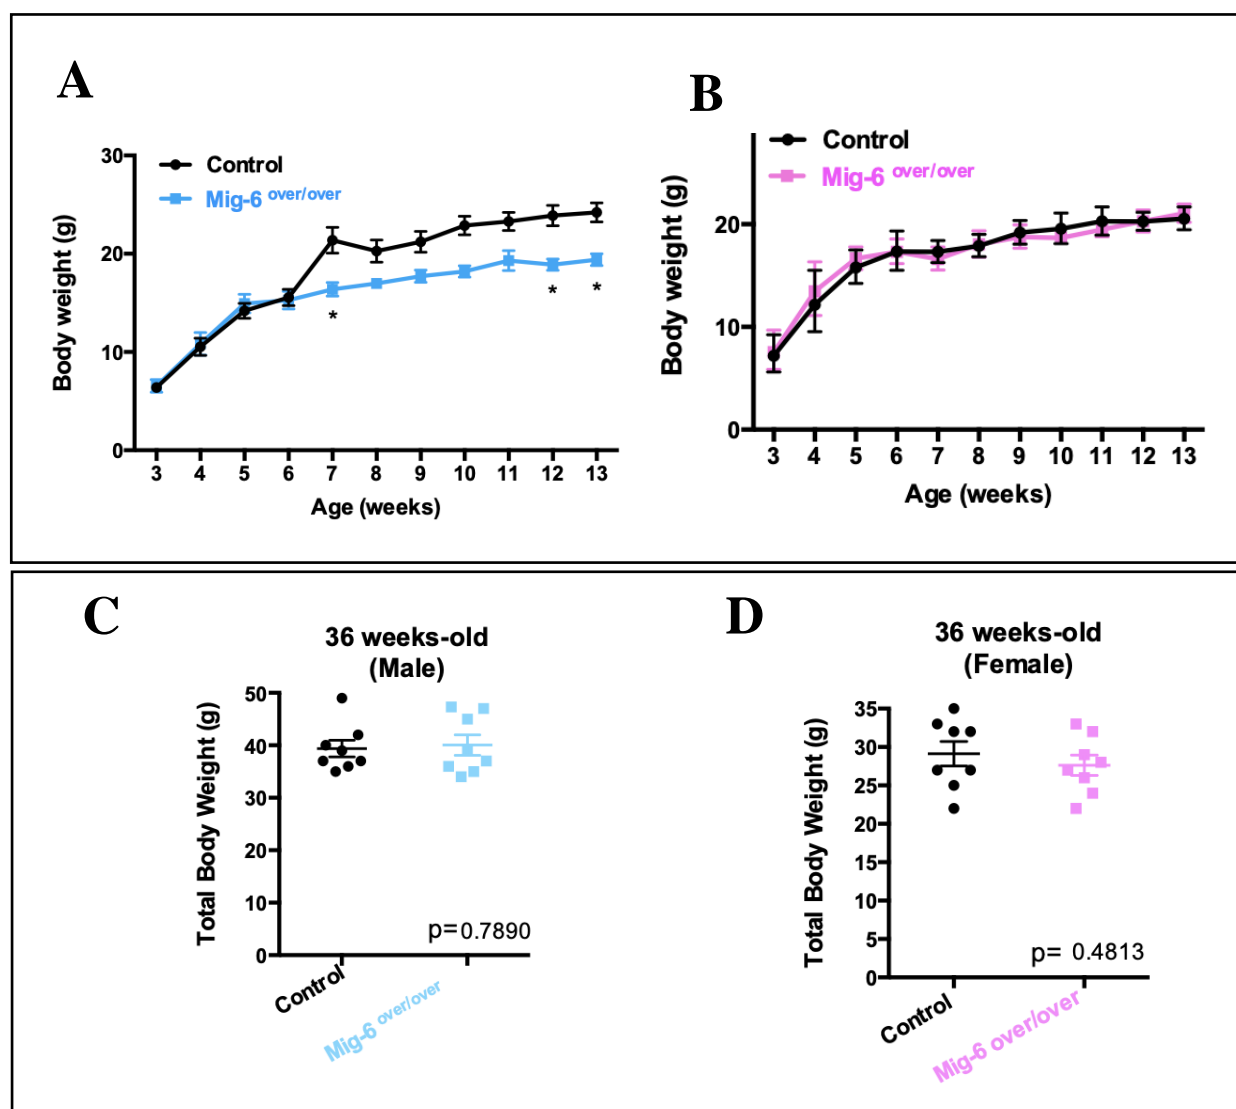 A
Control
Mig-6 over/over
Body weight (g)
30
20
10
0
*
*
*
3 4 5 6 7 8 9 10 11 12 13
Age (weeks)
B
Control
Mig-6 over/over
Body weight (g)
20
10
0
3 4 5 6 7 8 9 10 11 12 13
Age (weeks)
C
36 weeks-old
(Male)
Total Body Weight (g)
50
40
30
20
10
0
p= 0.7890
Control
Mig-6 over/over
D
36 weeks-old
(Female)
Total Body Weight (g)
35
30
25
20
15
10
5
0
p= 0.4813
Control
Mig-6 over/over